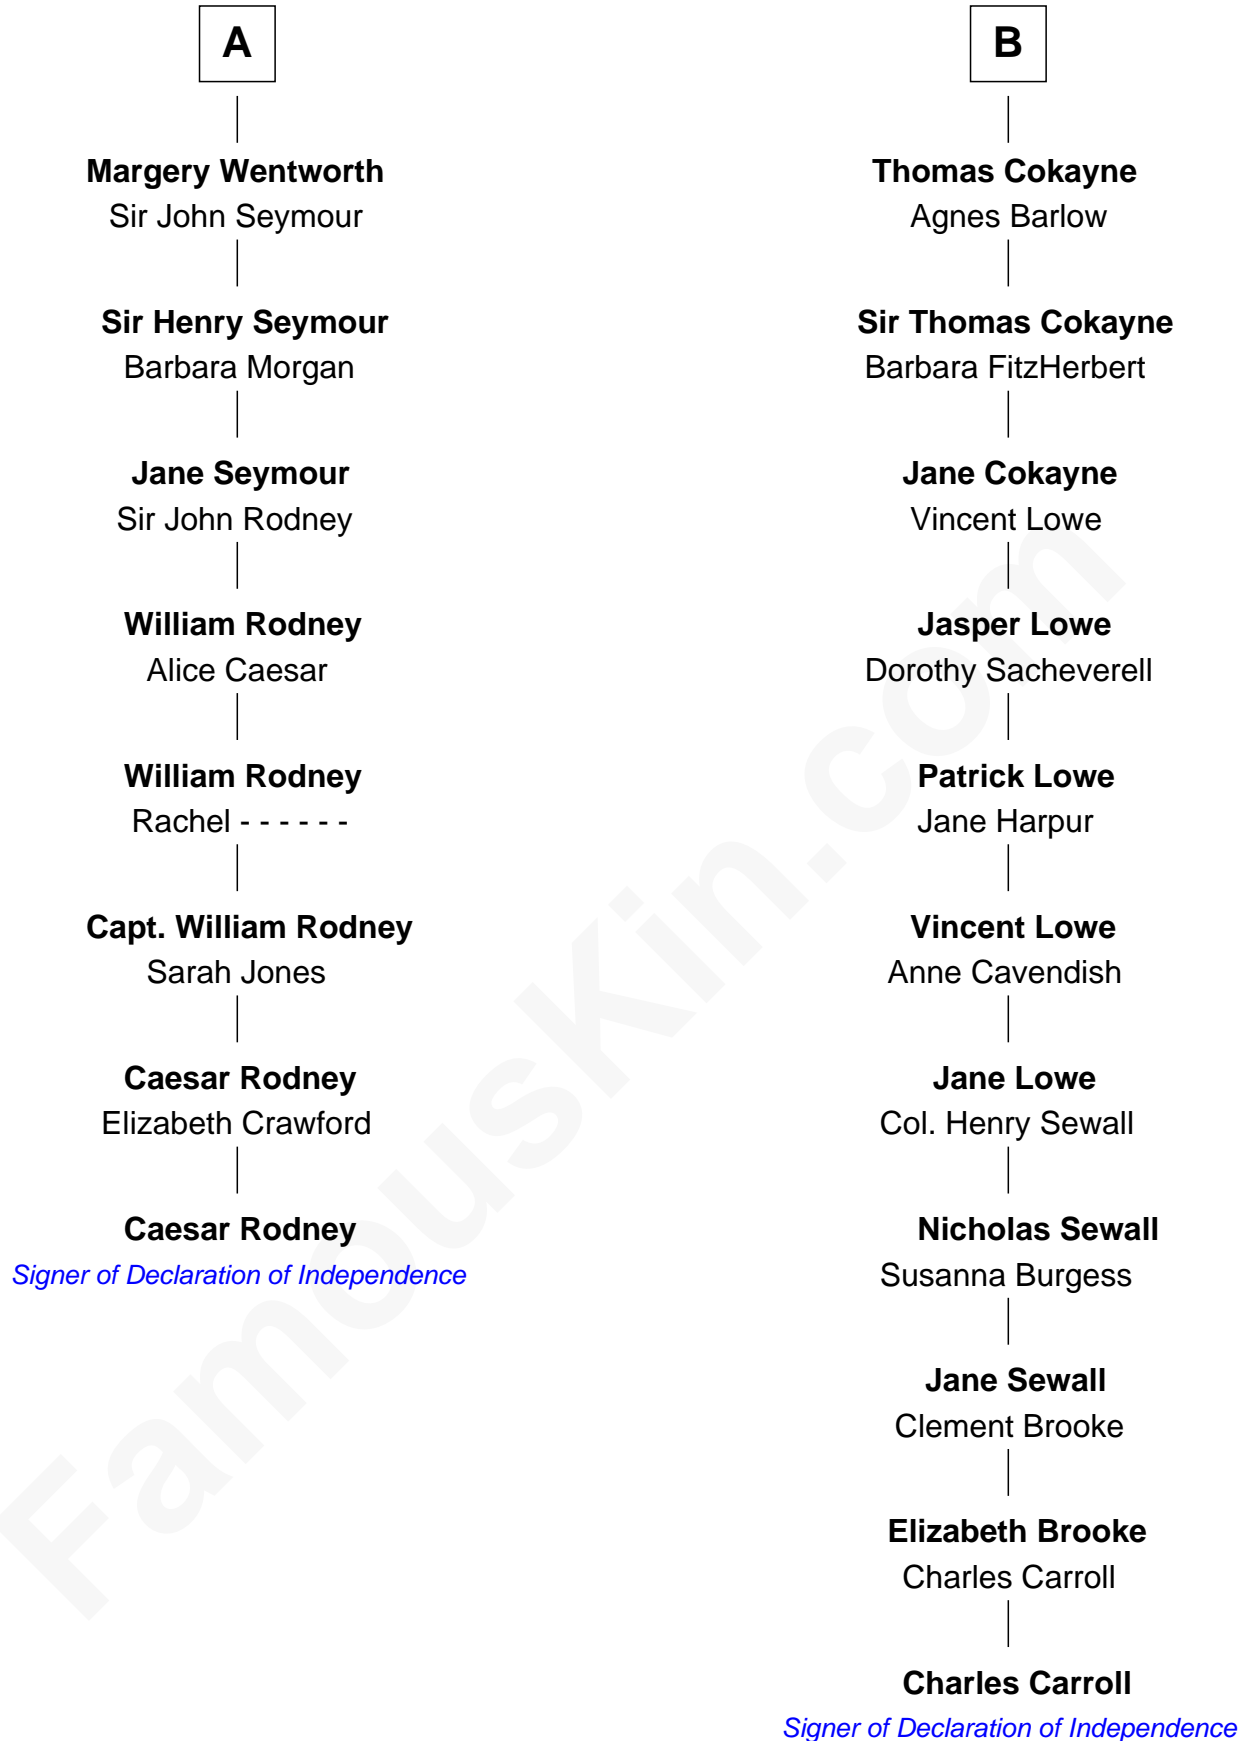 A
Margery Wentworth
Sir John Seymour
Sir Henry Seymour
Barbara Morgan
Jane Seymour
Sir John Rodney
William Rodney
Alice Caesar
William Rodney
Rachel - - - - - -
Capt. William Rodney
Sarah Jones
Caesar Rodney
Elizabeth Crawford
Caesar Rodney
Signer of Declaration of Independence
B
Thomas Cokayne
Agnes Barlow
Sir Thomas Cokayne
Barbara FitzHerbert
Jane Cokayne
Vincent Lowe
Jasper Lowe
Dorothy Sacheverell
Patrick Lowe
Jane Harpur
Vincent Lowe
Anne Cavendish
Jane Lowe
Col. Henry Sewall
Nicholas Sewall
Susanna Burgess
Jane Sewall
Clement Brooke
Elizabeth Brooke
Charles Carroll
Charles Carroll
Signer of Declaration of Independence
FamousKin.com